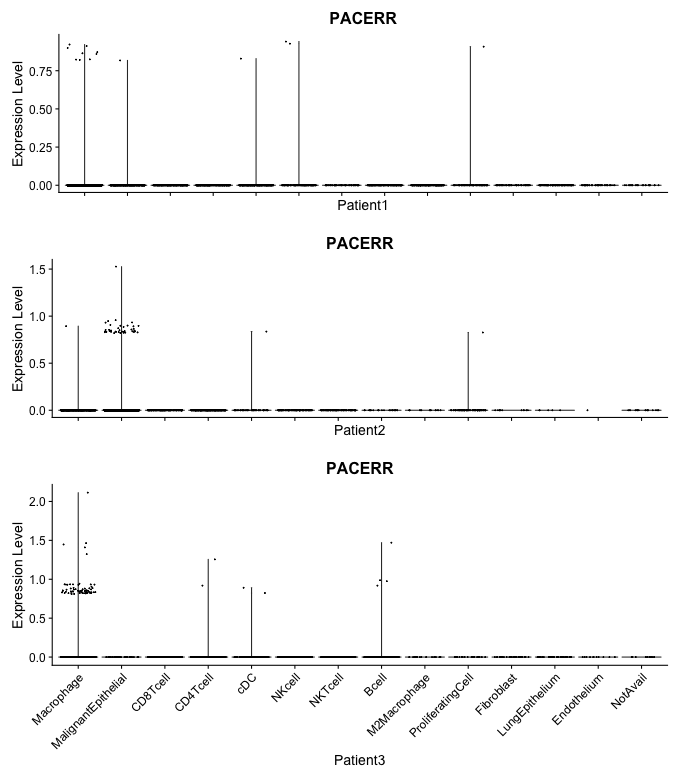 PACERR
Expression Level
0.75
0.50
0.25
0.00
Patient1
PACERR
Expression Level
1.5
1.0
0.5
0.0
Patient2
PACERR
Expression Level
2.0
1.5
1.0
0.5
0.0
Macrophage
MalignantEpithelial
CD8Tcell
CD4Tcell
cDC
NKcell
NKTcell
Bcell
M2Macrophage
ProliferatingCell
Fibroblast
LungEpithelium
Endothelium
NotAvail
Patient3